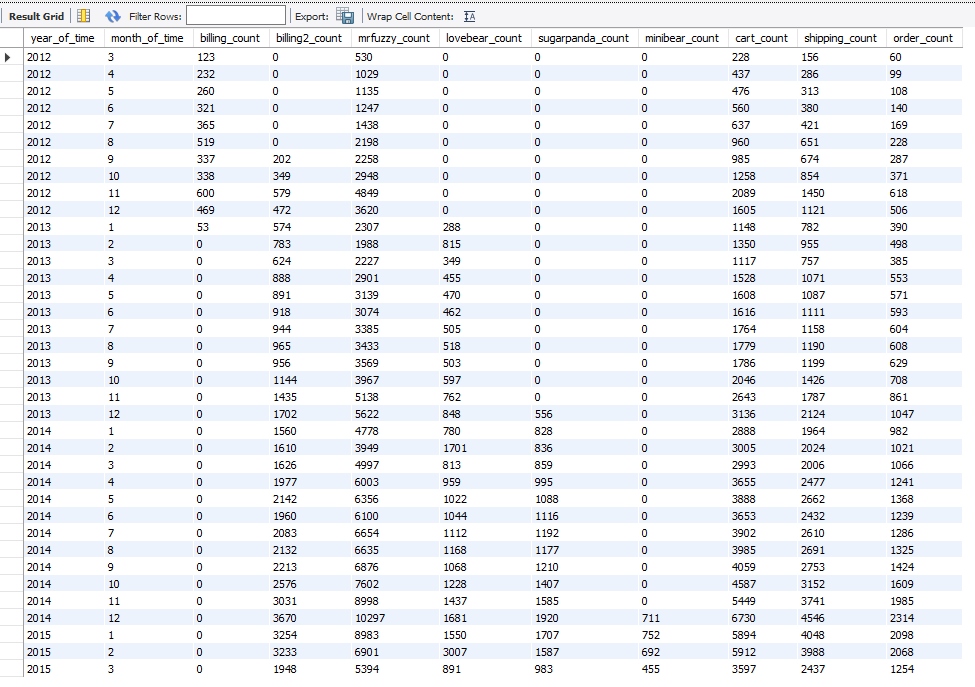 Result Grid Filter Rows: Export: Wrap Cell Content: IA
year_of_time month_of_time billing_count billing2_count mrfuzzy_count lovebear_count sugarpanda_count minibear_count cart_count shipping_count order_count
2012 3 123 0 530 0 0 0 228 156 60
2012 4 232 0 1029 0 0 0 437 286 99
2012 5 260 0 1135 0 0 0 476 313 108
2012 6 321 0 1247 0 0 0 560 380 140
2012 7 365 0 1438 0 0 0 637 421 169
2012 8 519 0 2198 0 0 0 960 651 228
2012 9 337 202 2258 0 0 0 985 674 287
2012 10 338 349 2948 0 0 0 1258 854 371
2012 11 600 579 4849 0 0 0 2089 1450 618
2012 12 469 472 3620 0 0 0 1605 1121 506
2013 1 53 574 2307 288 0 0 1148 782 390
2013 2 0 783 1988 815 0 0 1350 955 498
2013 3 0 624 2227 349 0 0 1117 757 385
2013 4 0 888 2901 455 0 0 1528 1071 553
2013 5 0 891 3139 470 0 0 1608 1087 571
2013 6 0 918 3074 462 0 0 1616 1111 593
2013 7 0 944 3385 505 0 0 1764 1158 604
2013 8 0 965 3433 518 0 0 1779 1190 608
2013 9 0 956 3569 503 0 0 1786 1199 629
2013 10 0 1144 3967 597 0 0 2046 1426 708
2013 11 0 1435 5138 762 0 0 2643 1787 861
2013 12 0 1702 5622 848 556 0 3136 2124 1047
2014 1 0 1560 4778 780 828 0 2888 1964 982
2014 2 0 1610 3949 1701 836 0 3005 2024 1021
2014 3 0 1626 4997 813 859 0 2993 2006 1066
2014 4 0 1977 6003 959 995 0 3655 2477 1241
2014 5 0 2142 6356 1022 1088 0 3888 2662 1368
2014 6 0 1960 6100 1044 1116 0 3653 2432 1239
2014 7 0 2083 6654 1112 1192 0 3902 2610 1286
2014 8 0 2132 6635 1168 1177 0 3985 2691 1325
2014 9 0 2213 6876 1068 1210 0 4059 2753 1424
2014 10 0 2576 7602 1228 1407 0 4587 3152 1609
2014 11 0 3031 8998 1437 1585 0 5449 3741 1985
2014 12 0 3670 10297 1681 1920 711 6730 4546 2314
2015 1 0 3254 8983 1550 1707 752 5894 4048 2098
2015 2 0 3233 6901 3007 1587 692 5912 3988 2068
2015 3 0 1948 5394 891 983 455 3597 2437 1254